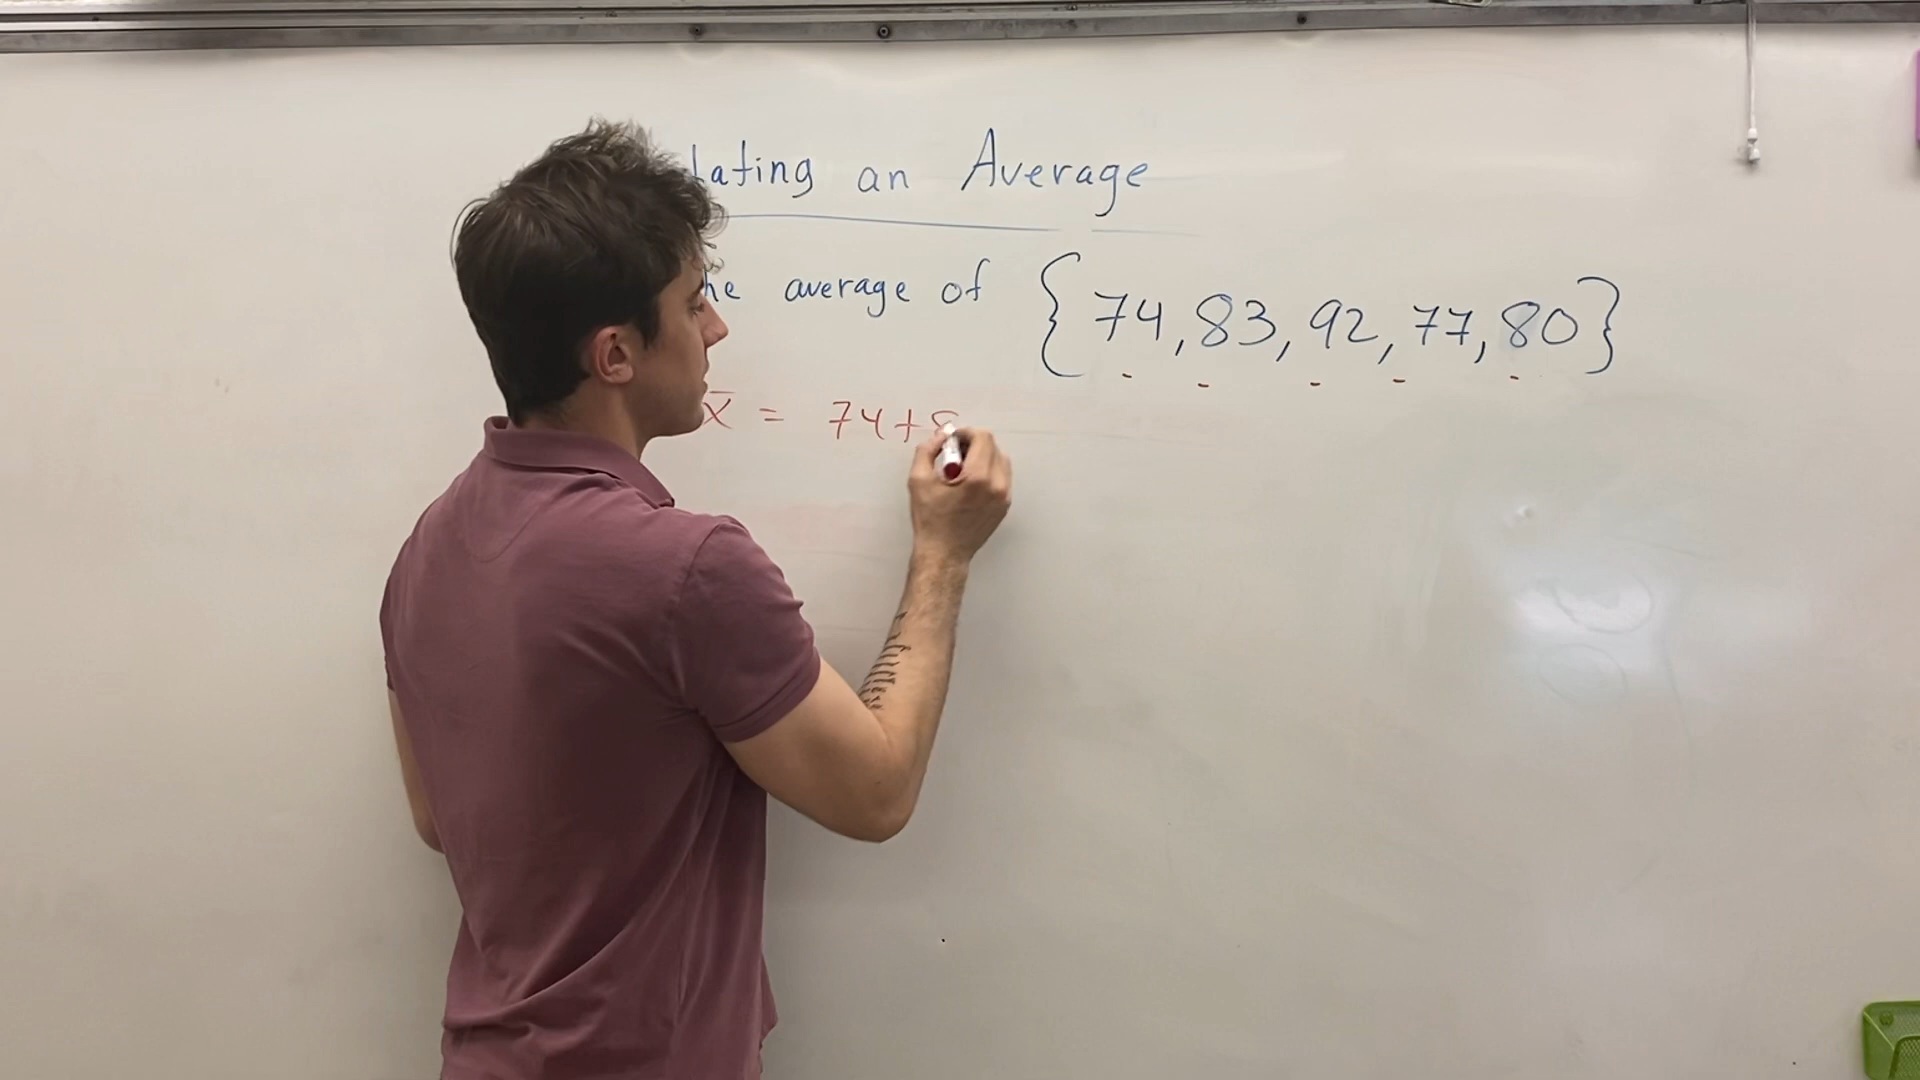 lating an Average
he average of {74, 83, 92, 77, 80}
x̄ = 74+8